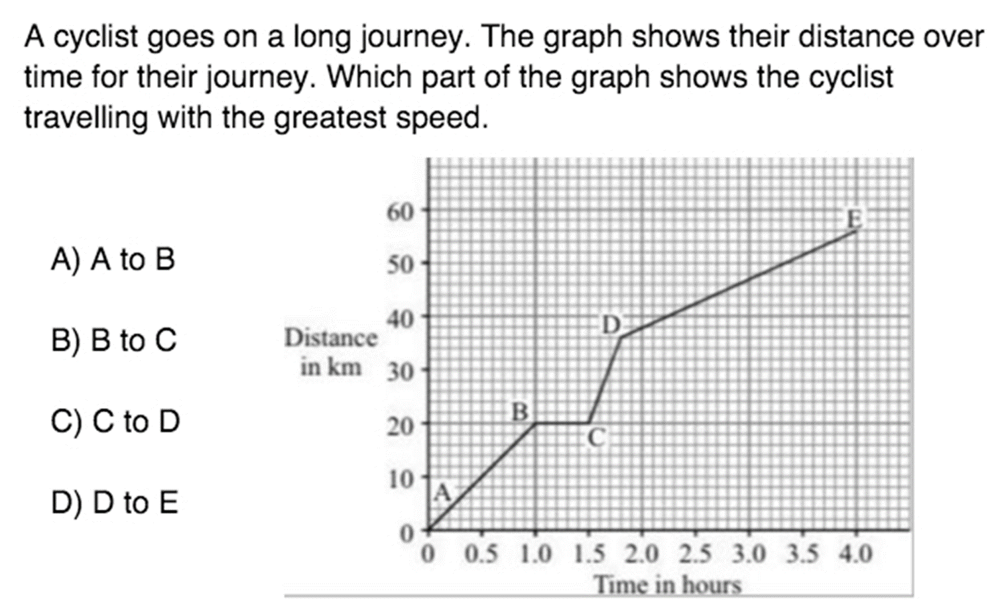 A cyclist goes on a long journey. The graph shows their distance over
time for their journey. Which part of the graph shows the cyclist
travelling with the greatest speed.
A) A to B
B) B to C
C) C to D
D) D to E
Distance
in km
60
50
40
30
20
10
0
A
B
C
D
E
0 0.5 1.0 1.5 2.0 2.5 3.0 3.5 4.0
Time in hours